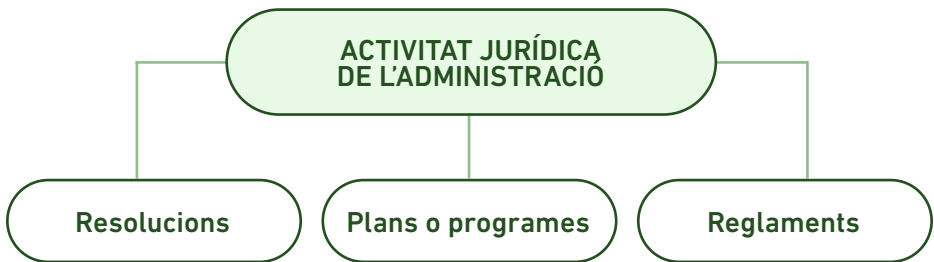 ACTIVITAT JURÍDICA
DE L'ADMINISTRACIÓ
Resolucions
Plans o programes
Reglaments